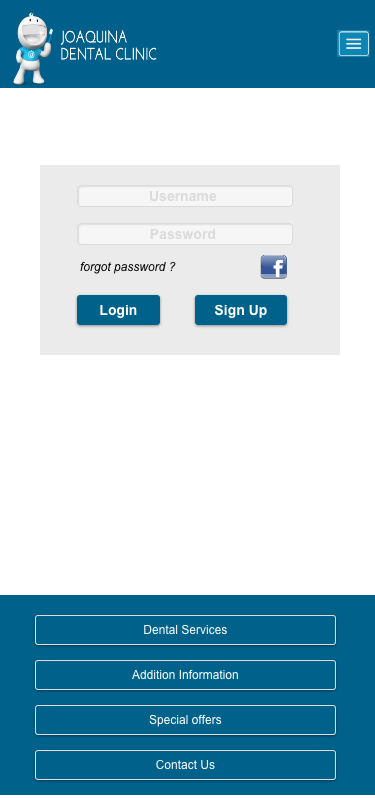 JOAQUINA
DENTAL CLINIC
Username
Password
forgot password ?
f
Login
Sign Up
Dental Services
Addition Information
Special offers
Contact Us